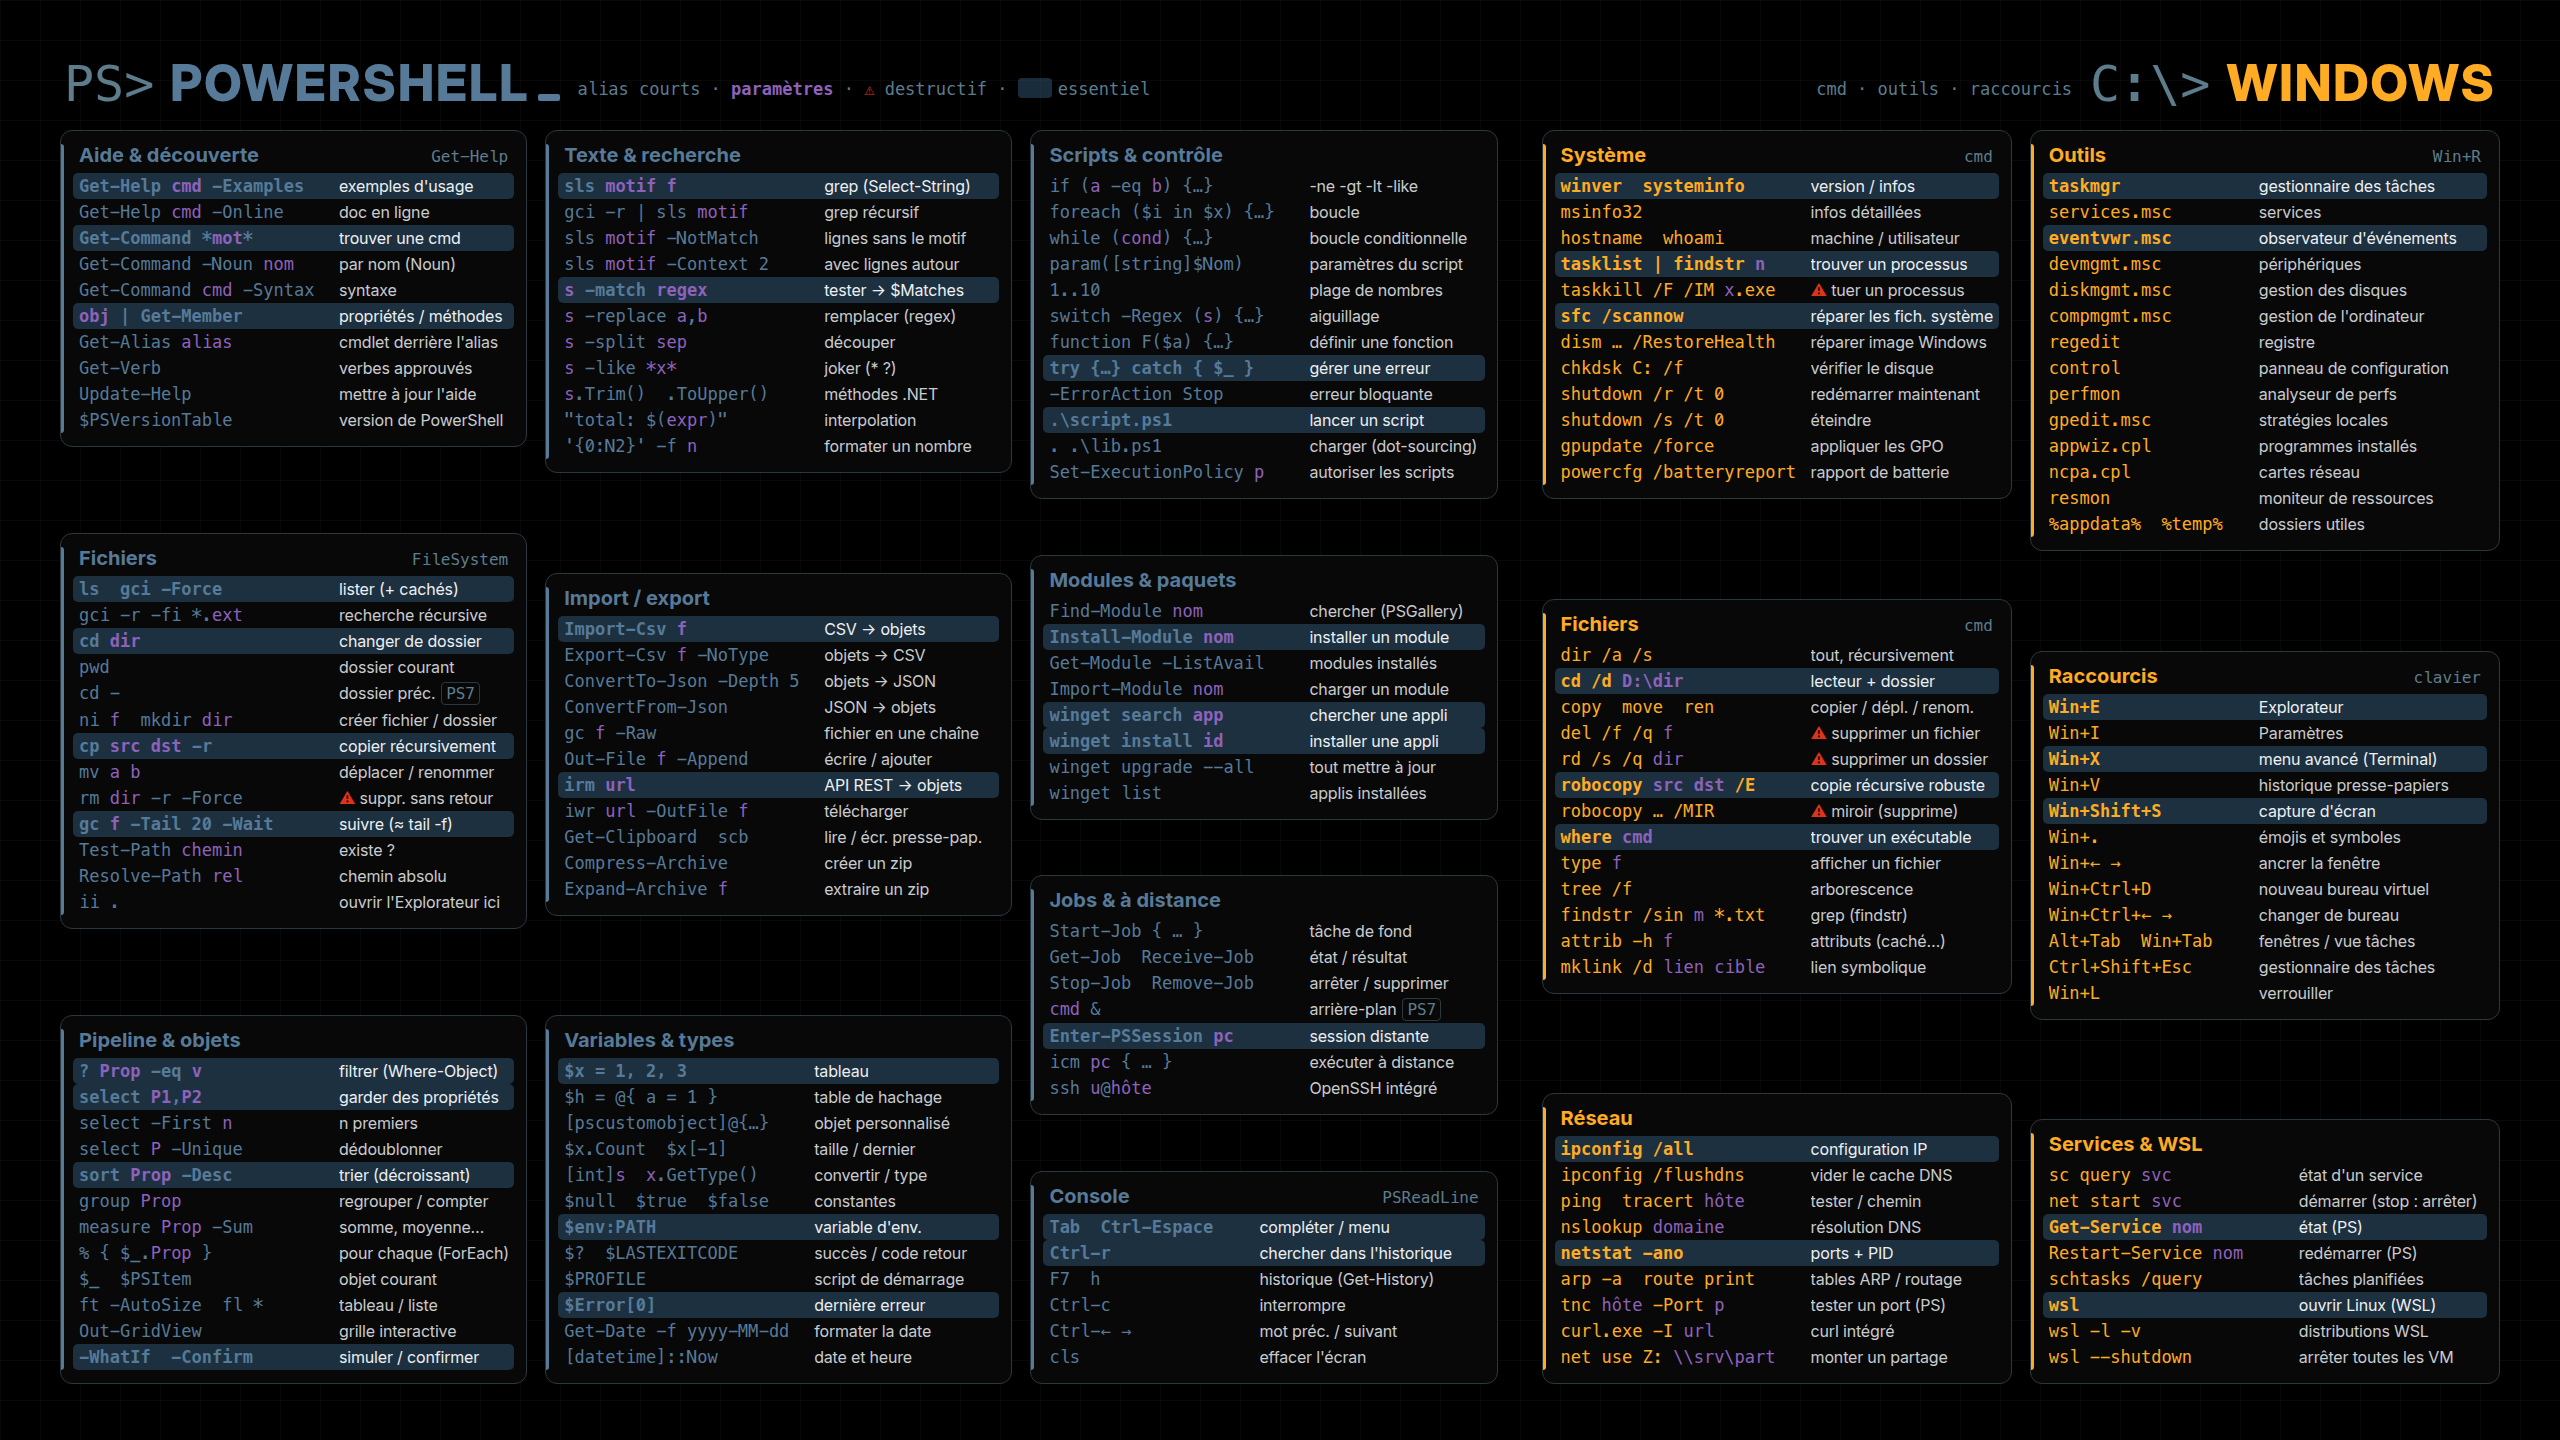 PS> POWERSHELL_ alias courts · paramètres · ⚠ destructif · essentiel
cmd · outils · raccourcis C:\> WINDOWS
Aide & découverte Get-Help
Get-Help cmd -Examples exemples d'usage
Get-Help cmd -Online doc en ligne
Get-Command *mot* trouver une cmd
Get-Command -Noun nom par nom (Noun)
Get-Command cmd -Syntax syntaxe
obj | Get-Member propriétés / méthodes
Get-Alias alias cmdlet derrière l'alias
Get-Verb verbes approuvés
Update-Help mettre à jour l'aide
$PSVersionTable version de PowerShell
Fichiers FileSystem
ls gci -Force lister (+ cachés)
gci -r -fi *.ext recherche récursive
cd dir changer de dossier
pwd dossier courant
cd - dossier préc. PS7
ni f mkdir dir créer fichier / dossier
cp src dst -r copier récursivement
mv a b déplacer / renommer
rm dir -r -Force ⚠ suppr. sans retour
gc f -Tail 20 -Wait suivre (≈ tail -f)
Test-Path chemin existe ?
Resolve-Path rel chemin absolu
ii . ouvrir l'Explorateur ici
Pipeline & objets
? Prop -eq v filtrer (Where-Object)
select P1,P2 garder des propriétés
select -First n n premiers
select P -Unique dédoublonner
sort Prop -Desc trier (décroissant)
group Prop regrouper / compter
measure Prop -Sum somme, moyenne…
% { $_.Prop } pour chaque (ForEach)
$_ $PSItem objet courant
ft -AutoSize fl * tableau / liste
Out-GridView grille interactive
-WhatIf -Confirm simuler / confirmer
Texte & recherche
sls motif f grep (Select-String)
gci -r | sls motif grep récursif
sls motif -NotMatch lignes sans le motif
sls motif -Context 2 avec lignes autour
s -match regex tester → $Matches
s -replace a,b remplacer (regex)
s -split sep découper
s -like *x* joker (* ?)
s.Trim() .ToUpper() méthodes .NET
"total: $(expr)" interpolation
'{0:N2}' -f n formater un nombre
Import / export
Import-Csv f CSV → objets
Export-Csv f -NoType objets → CSV
ConvertTo-Json -Depth 5 objets → JSON
ConvertFrom-Json JSON → objets
gc f -Raw fichier en une chaîne
Out-File f -Append écrire / ajouter
irm url API REST → objets
iwr url -OutFile f télécharger
Get-Clipboard scb lire / écr. presse-pap.
Compress-Archive créer un zip
Expand-Archive f extraire un zip
Variables & types
$x = 1, 2, 3 tableau
$h = @{ a = 1 } table de hachage
[pscustomobject]@{…} objet personnalisé
$x.Count $x[-1] taille / dernier
[int]s x.GetType() convertir / type
$null $true $false constantes
$env:PATH variable d'env.
$? $LASTEXITCODE succès / code retour
$PROFILE script de démarrage
$Error[0] dernière erreur
Get-Date -f yyyy-MM-dd formater la date
[datetime]::Now date et heure
Scripts & contrôle
if (a -eq b) {…} -ne -gt -lt -like
foreach ($i in $x) {…} boucle
while (cond) {…} boucle conditionnelle
param([string]$Nom) paramètres du script
1..10 plage de nombres
switch -Regex (s) {…} aiguillage
function F($a) {…} définir une fonction
try {…} catch { $_ } gérer une erreur
-ErrorAction Stop erreur bloquante
.\script.ps1 lancer un script
. .\lib.ps1 charger (dot-sourcing)
Set-ExecutionPolicy p autoriser les scripts
Modules & paquets
Find-Module nom chercher (PSGallery)
Install-Module nom installer un module
Get-Module -ListAvail modules installés
Import-Module nom charger un module
winget search app chercher une appli
winget install id installer une appli
winget upgrade --all tout mettre à jour
winget list applis installées
Jobs & à distance
Start-Job { … } tâche de fond
Get-Job Receive-Job état / résultat
Stop-Job Remove-Job arrêter / supprimer
cmd & arrière-plan PS7
Enter-PSSession pc session distante
icm pc { … } exécuter à distance
ssh u@hôte OpenSSH intégré
Console PSReadLine
Tab Ctrl-Espace compléter / menu
Ctrl-r chercher dans l'historique
F7 h historique (Get-History)
Ctrl-c interrompre
Ctrl-← → mot préc. / suivant
cls effacer l'écran
Système cmd
winver systeminfo version / infos
msinfo32 infos détaillées
hostname whoami machine / utilisateur
tasklist | findstr n trouver un processus
taskkill /F /IM x.exe ⚠ tuer un processus
sfc /scannow réparer les fich. système
dism … /RestoreHealth réparer image Windows
chkdsk C: /f vérifier le disque
shutdown /r /t 0 redémarrer maintenant
shutdown /s /t 0 éteindre
gpupdate /force appliquer les GPO
powercfg /batteryreport rapport de batterie
Fichiers cmd
dir /a /s tout, récursivement
cd /d D:\dir lecteur + dossier
copy move ren copier / dépl. / renom.
del /f /q f ⚠ supprimer un fichier
rd /s /q dir ⚠ supprimer un dossier
robocopy src dst /E copie récursive robuste
robocopy … /MIR ⚠ miroir (supprime)
where cmd trouver un exécutable
type f afficher un fichier
tree /f arborescence
findstr /sin m *.txt grep (findstr)
attrib -h f attributs (caché…)
mklink /d lien cible lien symbolique
Réseau
ipconfig /all configuration IP
ipconfig /flushdns vider le cache DNS
ping tracert hôte tester / chemin
nslookup domaine résolution DNS
netstat -ano ports + PID
arp -a route print tables ARP / routage
tnc hôte -Port p tester un port (PS)
curl.exe -I url curl intégré
net use Z: \\srv\part monter un partage
Outils Win+R
taskmgr gestionnaire des tâches
services.msc services
eventvwr.msc observateur d'événements
devmgmt.msc périphériques
diskmgmt.msc gestion des disques
compmgmt.msc gestion de l'ordinateur
regedit registre
control panneau de configuration
perfmon analyseur de perfs
gpedit.msc stratégies locales
appwiz.cpl programmes installés
ncpa.cpl cartes réseau
resmon moniteur de ressources
%appdata% %temp% dossiers utiles
Raccourcis clavier
Win+E Explorateur
Win+I Paramètres
Win+X menu avancé (Terminal)
Win+V historique presse-papiers
Win+Shift+S capture d'écran
Win+. émojis et symboles
Win+← → ancrer la fenêtre
Win+Ctrl+D nouveau bureau virtuel
Win+Ctrl+← → changer de bureau
Alt+Tab Win+Tab fenêtres / vue tâches
Ctrl+Shift+Esc gestionnaire des tâches
Win+L verrouiller
Services & WSL
sc query svc état d'un service
net start svc démarrer (stop : arrêter)
Get-Service nom état (PS)
Restart-Service nom redémarrer (PS)
schtasks /query tâches planifiées
wsl ouvrir Linux (WSL)
wsl -l -v distributions WSL
wsl --shutdown arrêter toutes les VM